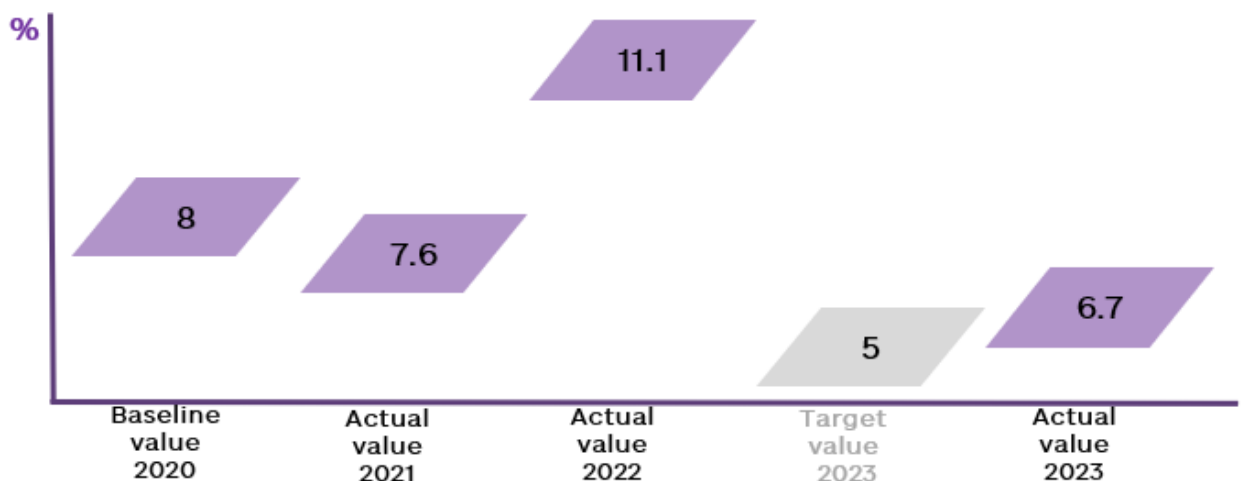 %
11.1
8
7.6
5
6.7
Baseline
value
2020
Actual
value
2021
Actual
value
2022
Target
value
2023
Actual
value
2023